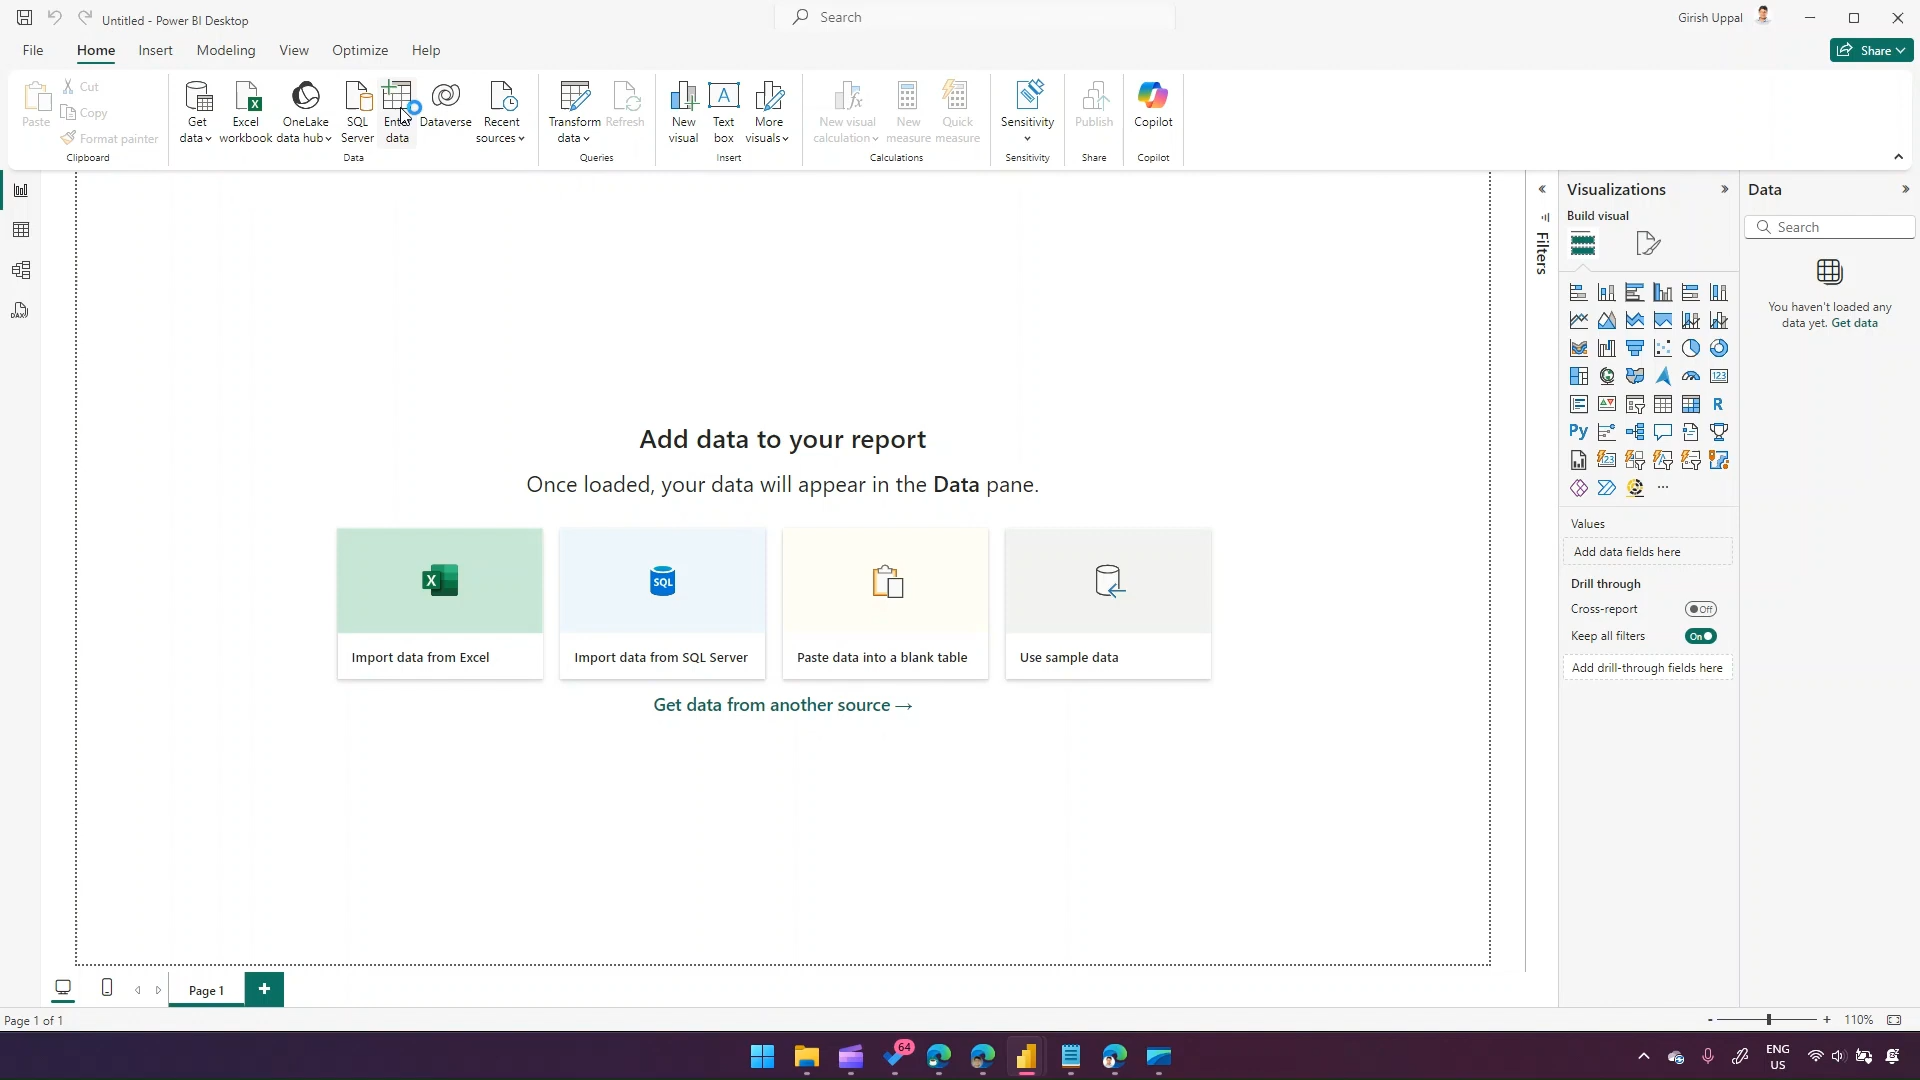 Untitled - Power BI Desktop
Search
Girish Uppal
File Home Insert Modeling View Optimize Help
Share
Paste
Cut
Copy
Format painter
Clipboard
Get data
Excel workbook
OneLake data hub
SQL Server
Enter data
Dataverse
Recent sources
Data
Transform data
Refresh
Queries
New visual
Text box
More visuals
Insert
New visual calculation
New measure
Quick measure
Calculations
Sensitivity
Sensitivity
Publish
Share
Copilot
Copilot
Filters
Visualizations
Build visual
123
R
Py
123
Values
Add data fields here
Drill through
Cross-report
Off
Keep all filters
On
Add drill-through fields here
Data
Search
You haven't loaded any
data yet. Get data
Add data to your report
Once loaded, your data will appear in the Data pane.
SQL
Import data from Excel
Import data from SQL Server
Paste data into a blank table
Use sample data
Get data from another source →
Page 1
Page 1 of 1
110%
64
ENG
US